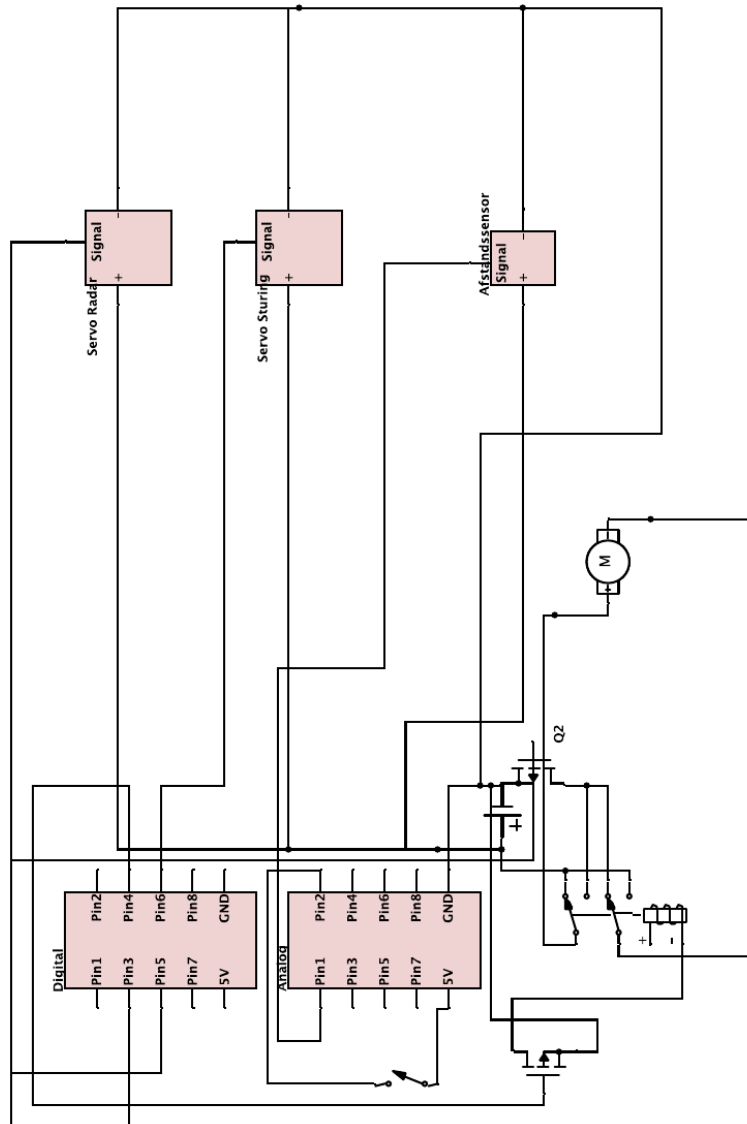 Signal
-
+
Servo Radar
Signal
-
+
Servo Sturing
Signal
-
+
Afstandssensor
M
+
Q2
+
Digital
Pin1
Pin2
Pin3
Pin4
Pin5
Pin6
Pin7
Pin8
5V
GND
Analog
Pin1
Pin2
Pin3
Pin4
Pin5
Pin6
Pin7
Pin8
5V
GND
+
-